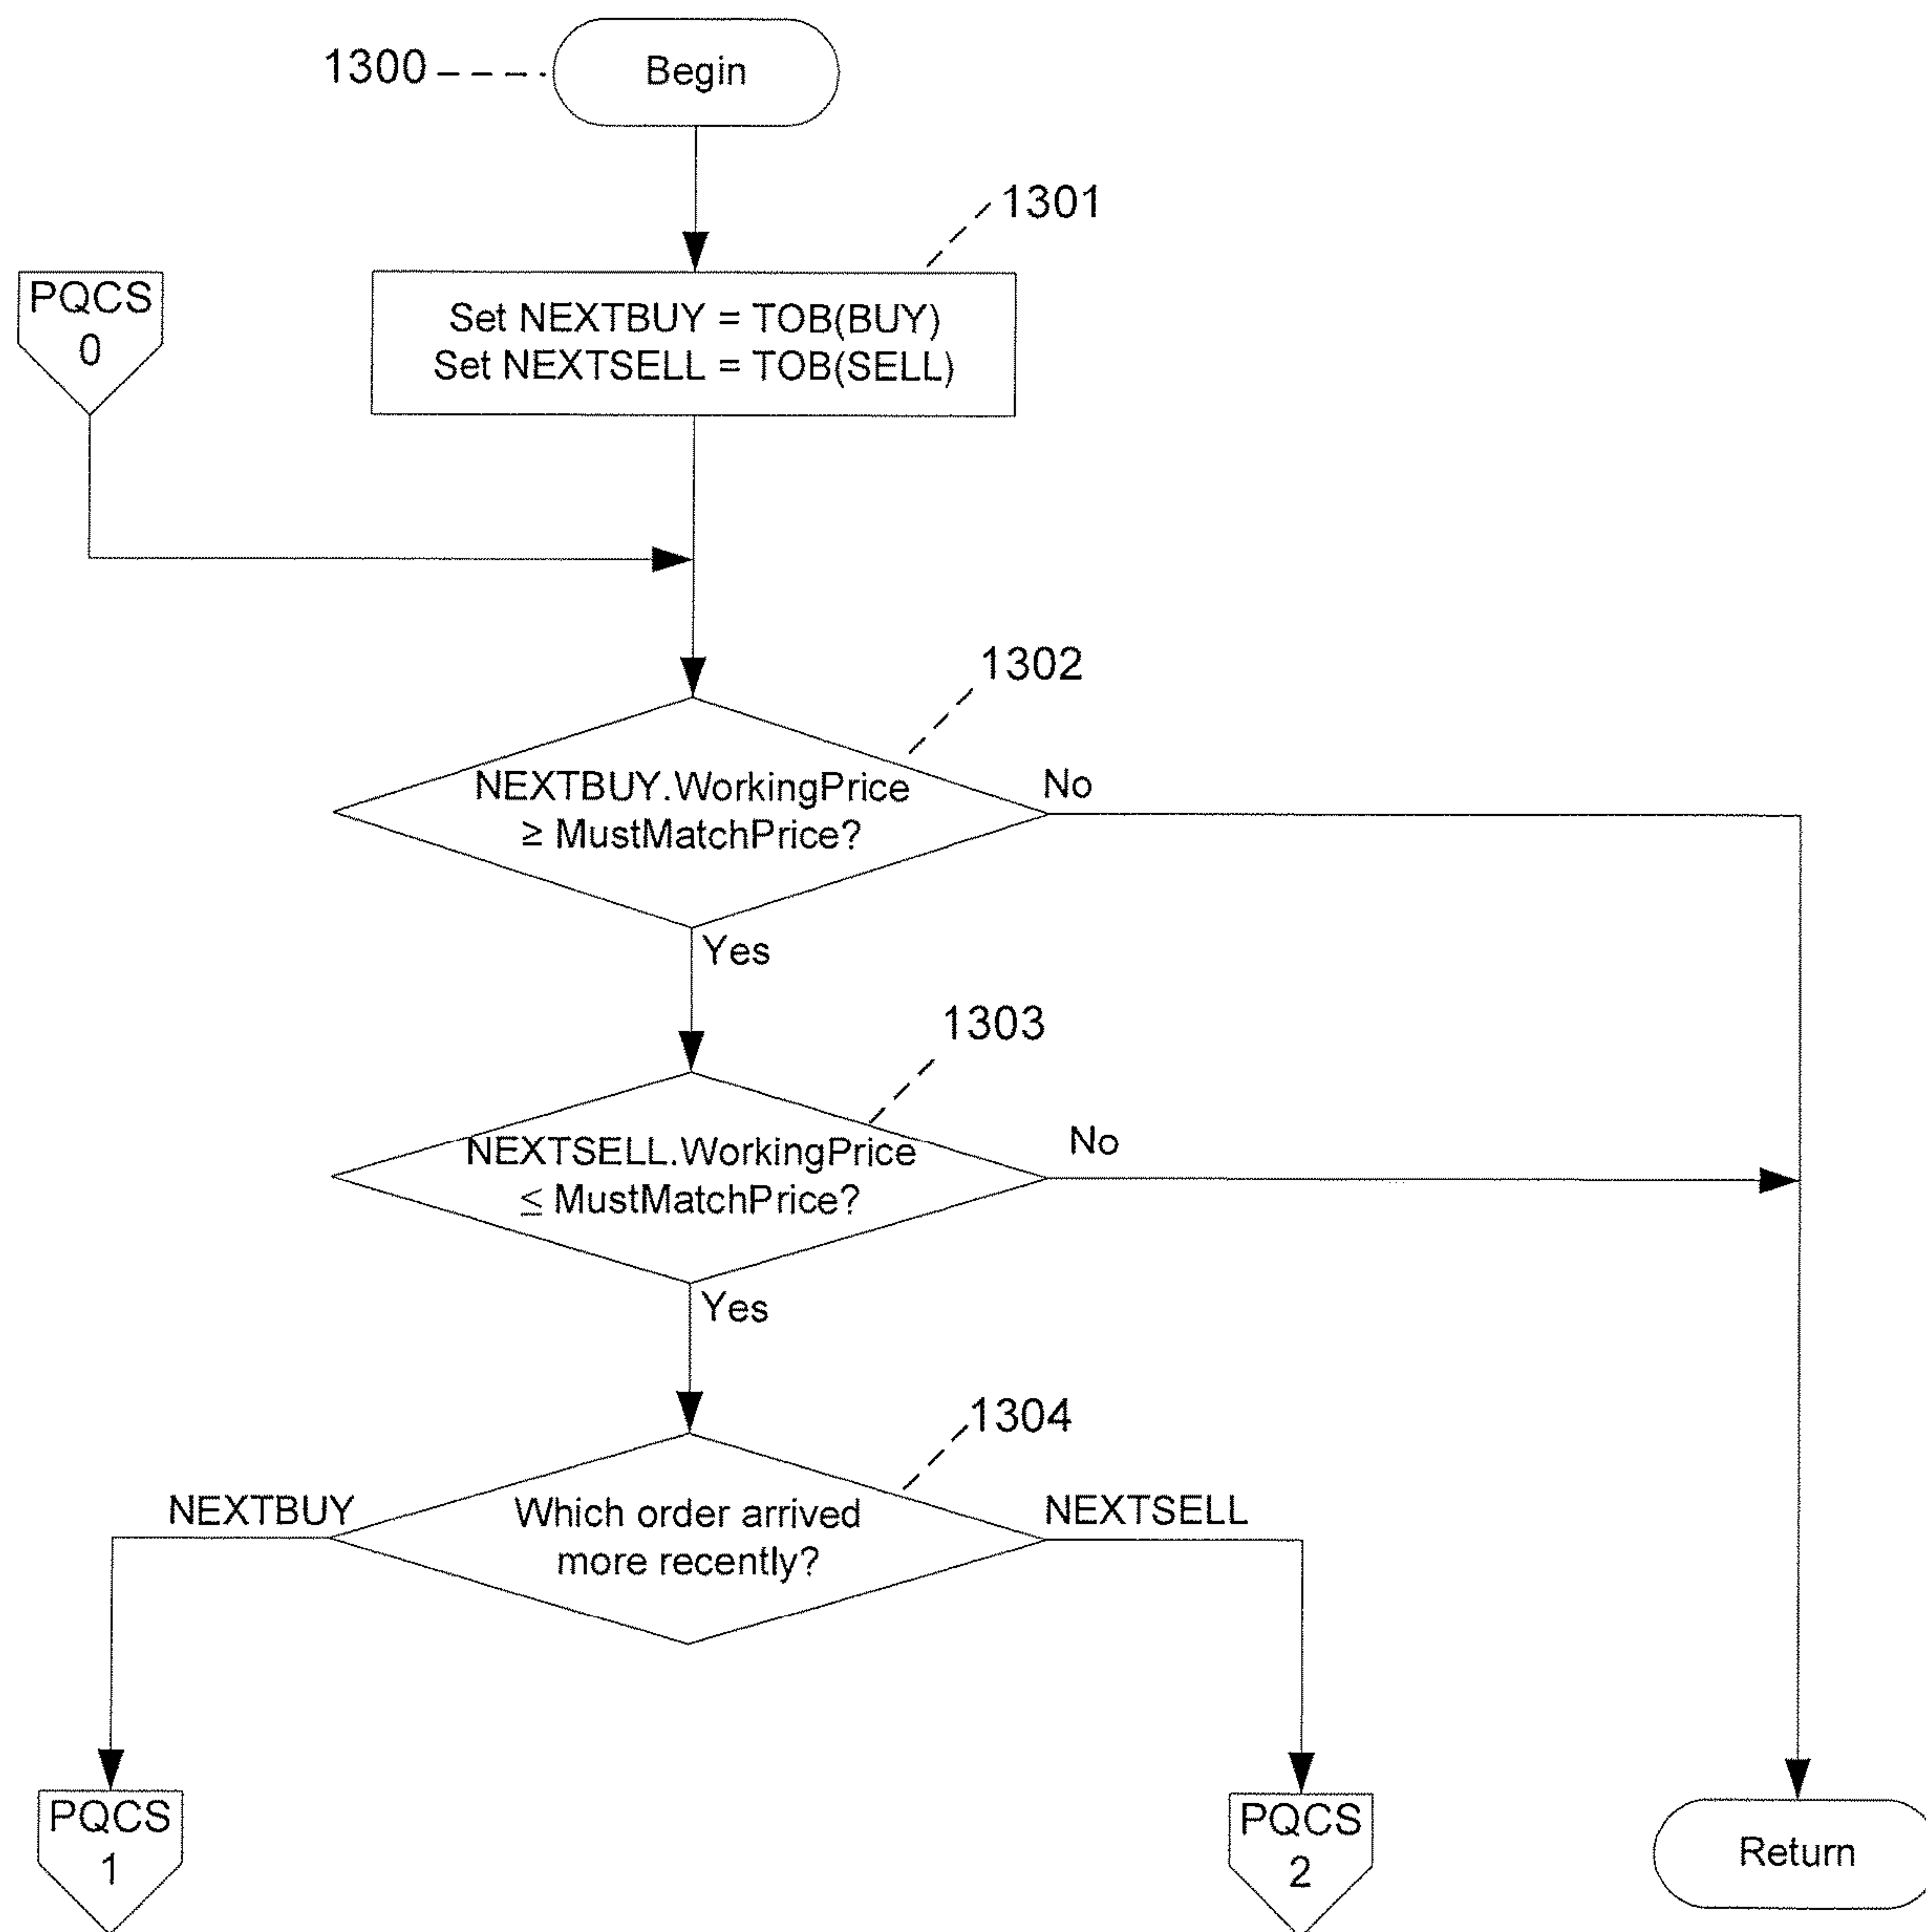 1300
Begin
1301
PQCS
0
Set NEXTBUY = TOB(BUY)
Set NEXTSELL = TOB(SELL)
1302
NEXTBUY.WorkingPrice
≥ MustMatchPrice?
No
Yes
1303
NEXTSELL.WorkingPrice
≤ MustMatchPrice?
No
Yes
1304
NEXTBUY
Which order arrived
more recently?
NEXTSELL
PQCS
1
PQCS
2
Return